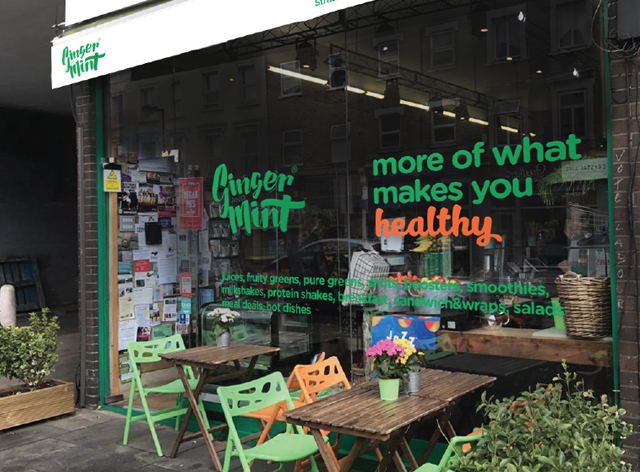 Ginger
Mint
Ginger
Mint
more of what
makes you
healthy
juices, fruity greens, pure greens, shots, boosters, smoothies,
milkshakes, protein shakes, breakfast, sandwich&wraps, salads
meal deals, hot dishes